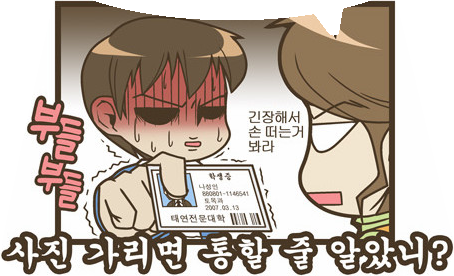 부들
부들
긴장해서
손 떠는거
봐라
학생증
나성인
880801-1146541
토목과
2007.03.13
태연전문대학
사진 가리면 통할 줄 알았니?